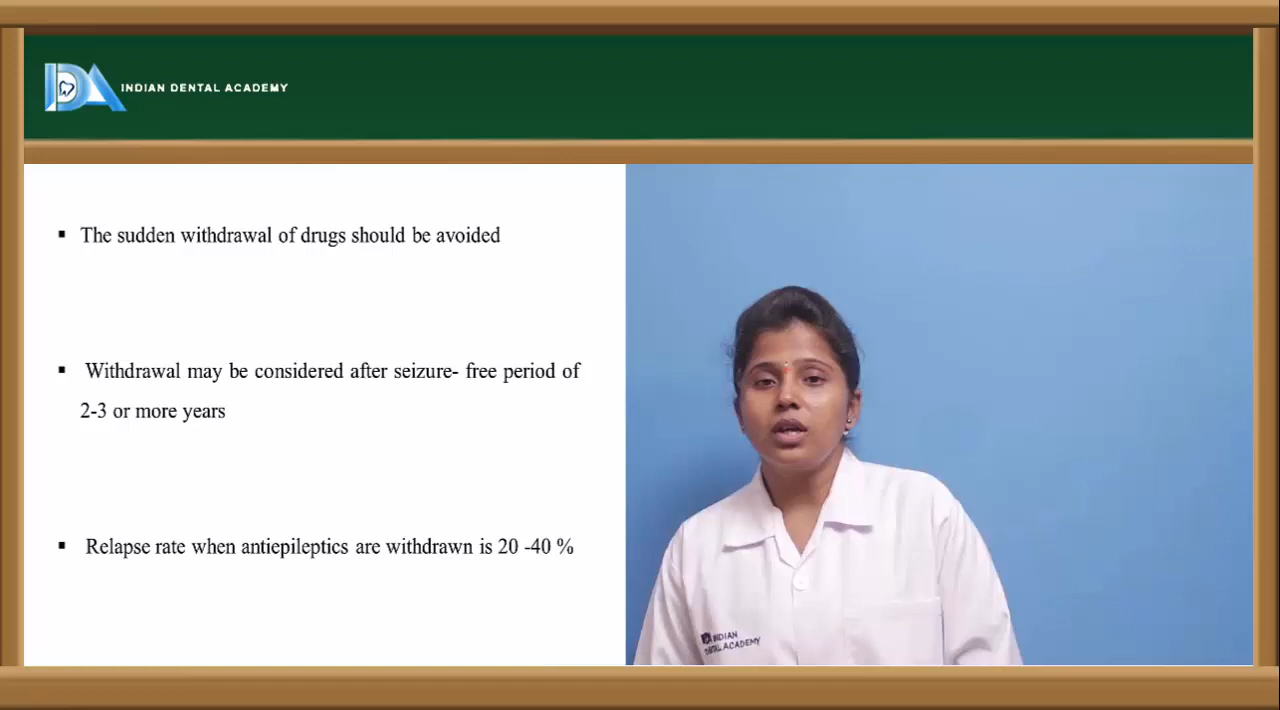 INDIAN DENTAL ACADEMY
▪ The sudden withdrawal of drugs should be avoided
▪ Withdrawal may be considered after seizure- free period of
2-3 or more years
▪ Relapse rate when antiepileptics are withdrawn is 20 -40 %
INDIAN
DENTAL ACADEMY